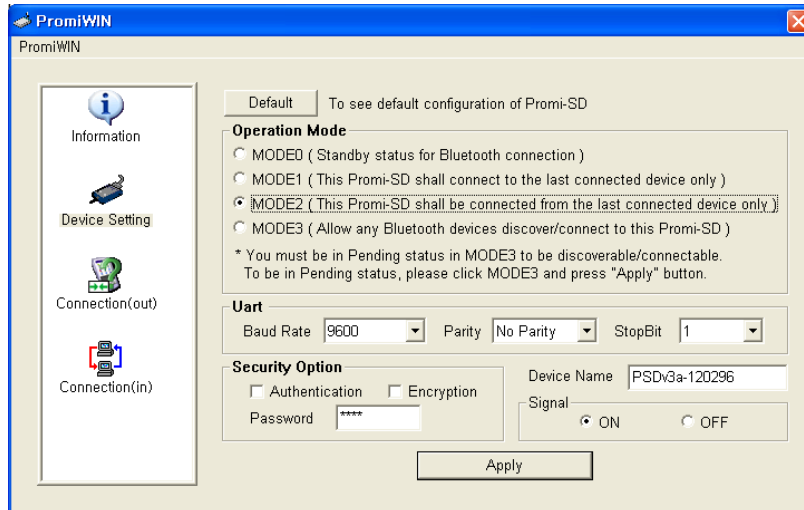 PromiWIN
PromiWIN
Information
Device Setting
Connection(out)
Connection(in)
Default To see default configuration of Promi-SD
Operation Mode
MODE0 ( Standby status for Bluetooth connection )
MODE1 ( This Promi-SD shall connect to the last connected device only )
MODE2 ( This Promi-SD shall be connected from the last connected device only )
MODE3 ( Allow any Bluetooth devices discover/connect to this Promi-SD )
* You must be in Pending status in MODE3 to be discoverable/connectable.
To be in Pending status, please click MODE3 and press "Apply" button.
Uart
Baud Rate 9600 Parity No Parity StopBit 1
Security Option
Authentication Encryption
Password ****
Device Name PSDv3a-120296
Signal
ON OFF
Apply